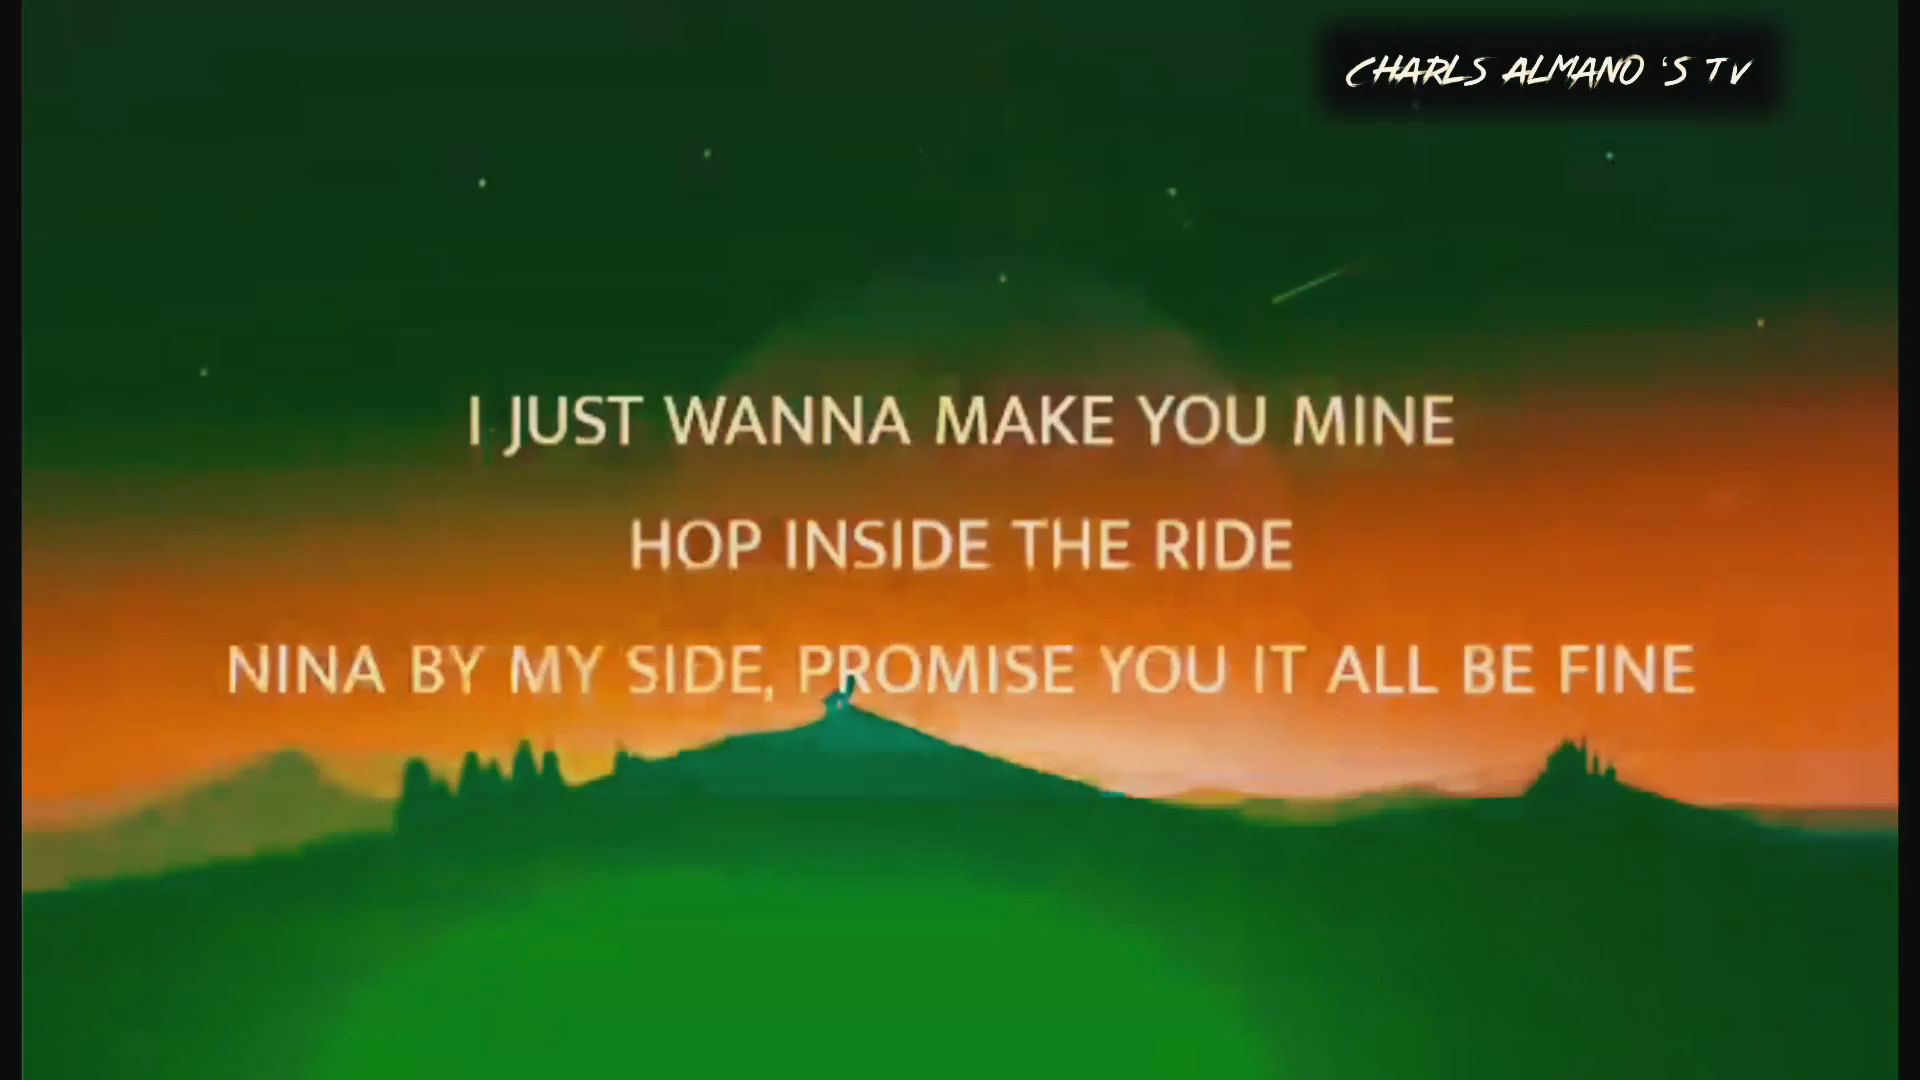 CHARLS ALMANO 'S TV
I JUST WANNA MAKE YOU MINE
HOP INSIDE THE RIDE
NINA BY MY SIDE, PROMISE YOU IT ALL BE FINE